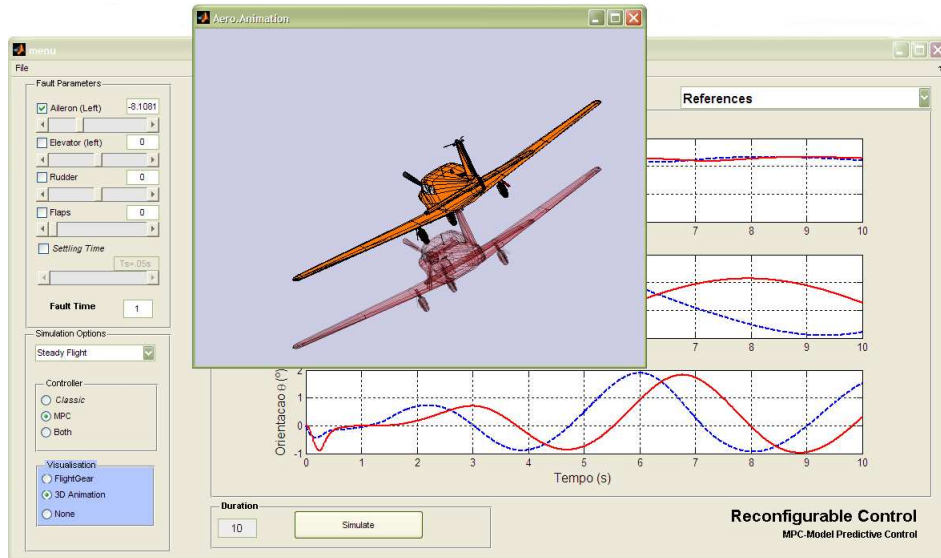 Aero.Animation
menu
File
Fault Parameters
Aileron (Left) -8.1081
Elevator (left) 0
Rudder 0
Flaps 0
Settling Time
Ts=.05s
Fault Time 1
Simulation Options
Steady Flight
Controller
Classic
MPC
Both
Visualisation
FlightGear
3D Animation
None
References
7 8 9 10
7 8 9 10
Orientacao θ (º)
2
1
0
-1
0 1 2 3 4 5 6 7 8 9 10
Tempo (s)
Duration
10
Simulate
Reconfigurable Control
MPC-Model Predictive Control